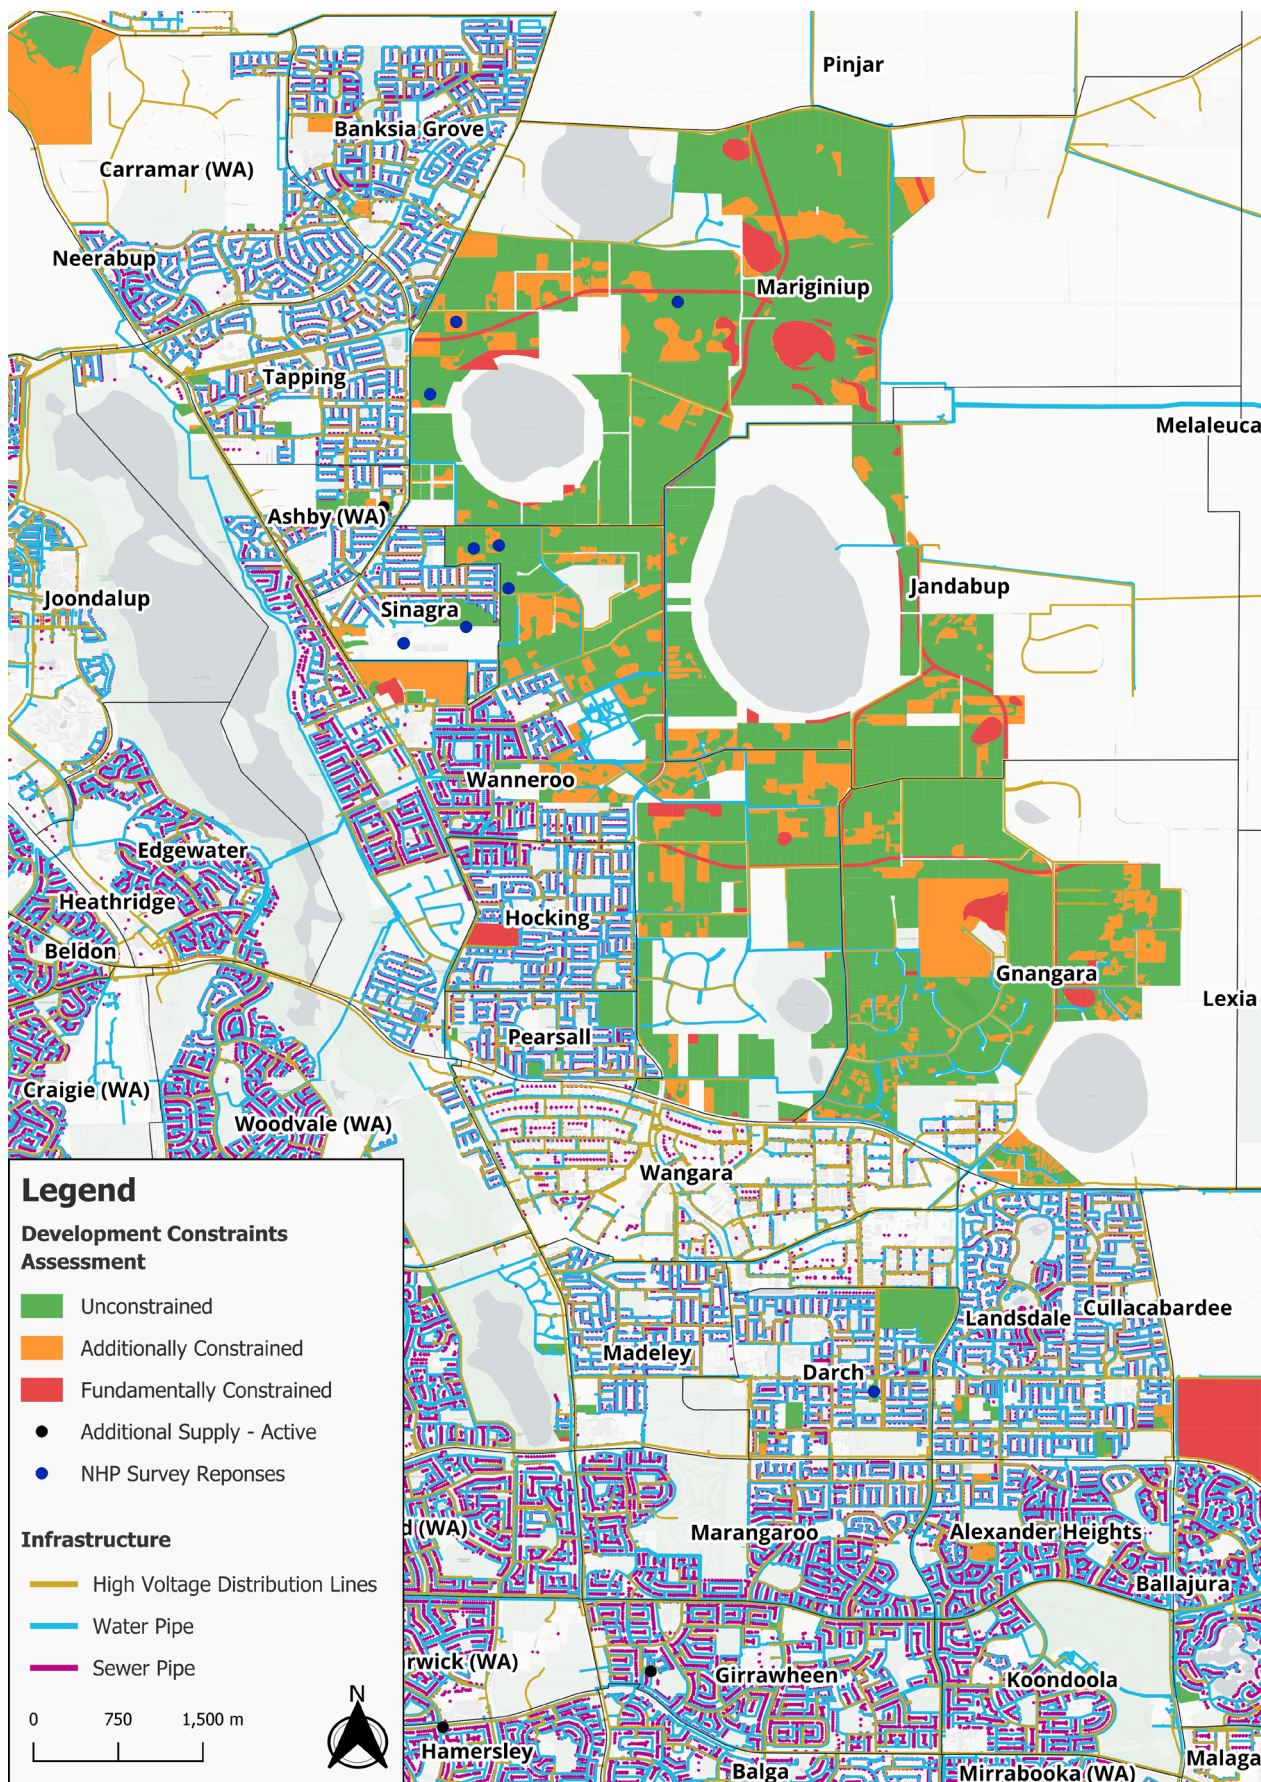 Pinjar
Banksia Grove
Carramar (WA)
Neerabup
Mariginiup
Tapping
Melaleuca
Ashby (WA)
Jandabup
Joondalup
Sinagra
Wanneroo
Edgewater
Heathridge
Hocking
Beldon
Gnangara
Lexia
Pearsall
Craigie (WA)
Woodvale (WA)
Wangara
Cullacabardee
Landsdale
Madeley
Darch
d (WA)
Marangaroo
Alexander Heights
Ballajura
rwick (WA)
Girrawheen
Koondoola
Hamersley
Balga
Mirrabooka (WA)
Malaga
Legend
Development Constraints
Assessment
Unconstrained
Additionally Constrained
Fundamentally Constrained
Additional Supply - Active
NHP Survey Reponses
Infrastructure
High Voltage Distribution Lines
Water Pipe
Sewer Pipe
N
0 750 1,500 m